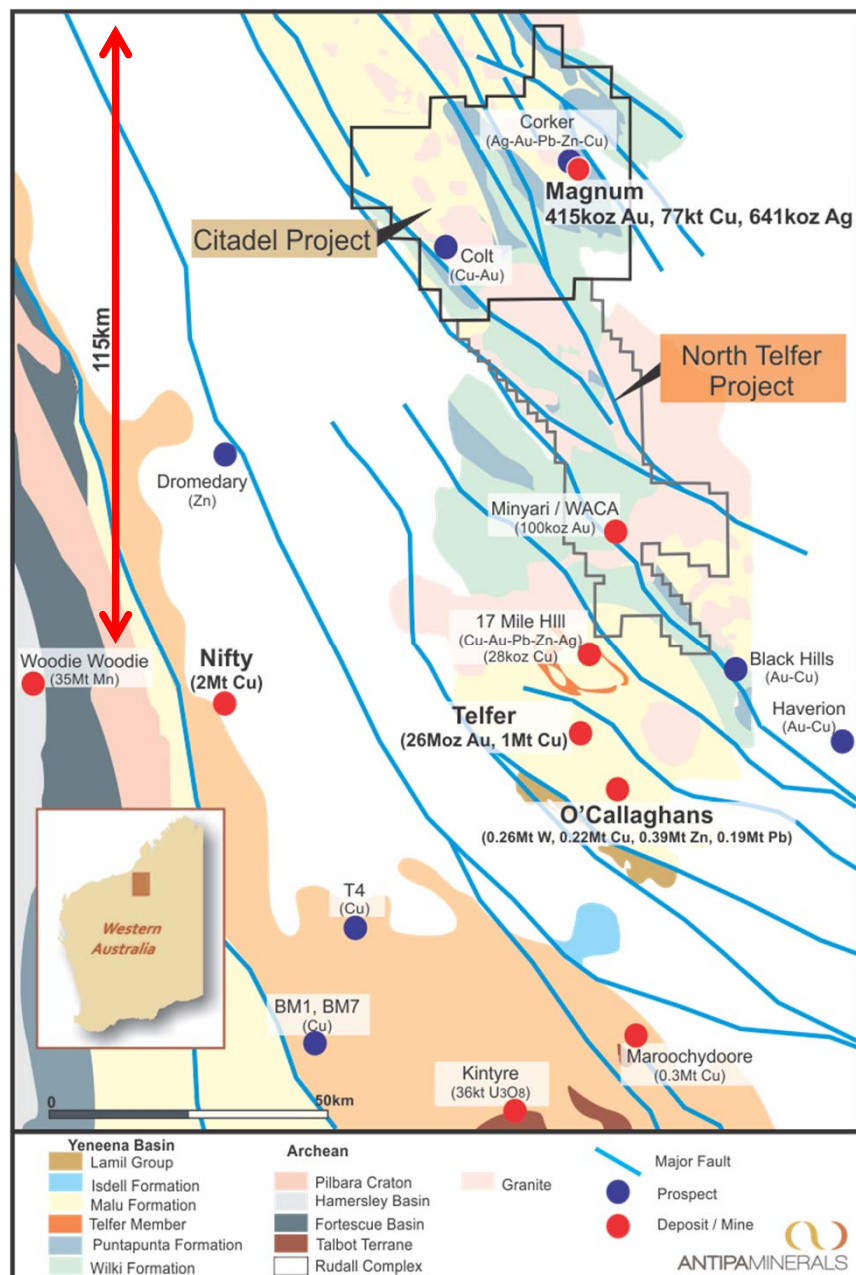 Corker
(Ag-Au-Pb-Zn-Cu)
Magnum
415koz Au, 77kt Cu, 641koz Ag
Citadel Project
Colt
(Cu-Au)
115km
North Telfer
Project
Dromedary
(Zn)
Minyari / WACA
(100koz Au)
17 Mile HIll
(Cu-Au-Pb-Zn-Ag)
(28koz Cu)
Woodie Woodie
(35Mt Mn)
Nifty
(2Mt Cu)
Black Hills
(Au-Cu)
Haverion
(Au-Cu)
Telfer
(26Moz Au, 1Mt Cu)
O'Callaghans
(0.26Mt W, 0.22Mt Cu, 0.39Mt Zn, 0.19Mt Pb)
Western
Australia
T4
(Cu)
BM1, BM7
(Cu)
Maroochydoore
(0.3Mt Cu)
Kintyre
(36kt U3O8)
0 50km
Yeneena Basin
Lamil Group
Isdell Formation
Malu Formation
Telfer Member
Puntapunta Formation
Wilki Formation
Archean
Pilbara Craton
Hamersley Basin
Fortescue Basin
Talbot Terrane
Rudall Complex
Granite
Major Fault
Prospect
Deposit / Mine
ANTIPAMINERALS